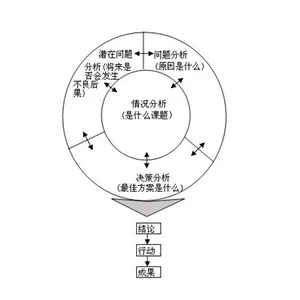 潜在问题
分析(将来是
否会发生
不良后
果)
问题分析
(原因是什么)
情况分析
(是什么课题)
决策分析
(最佳方案是什么)
结论
行动
成果